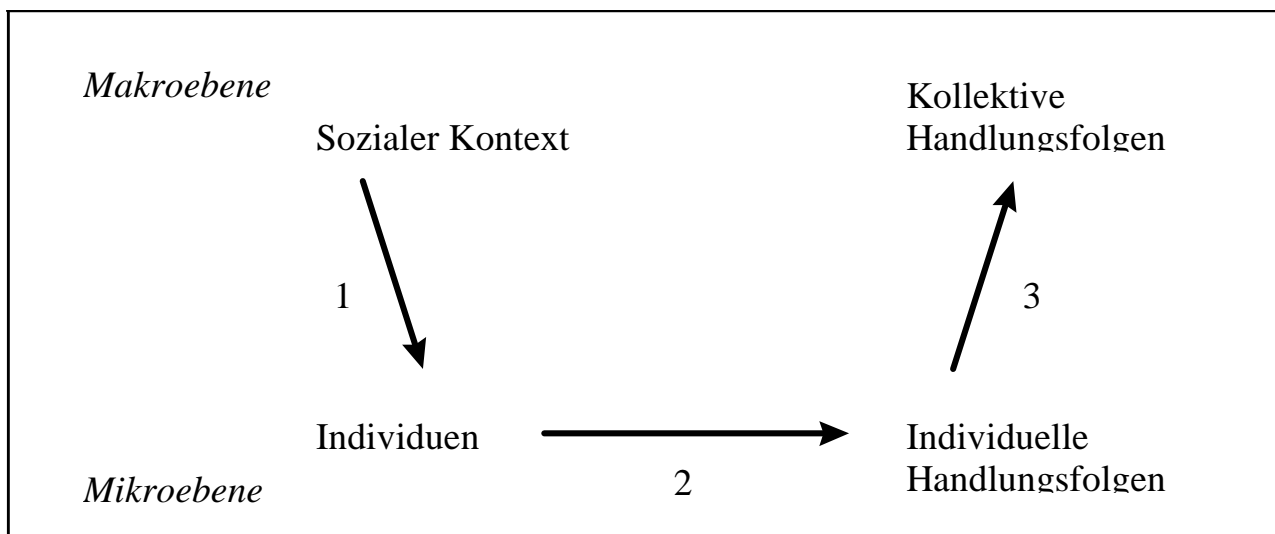 Makroebene
Kollektive
Handlungsfolgen
Sozialer Kontext
1
3
Individuen
Individuelle
Handlungsfolgen
2
Mikroebene